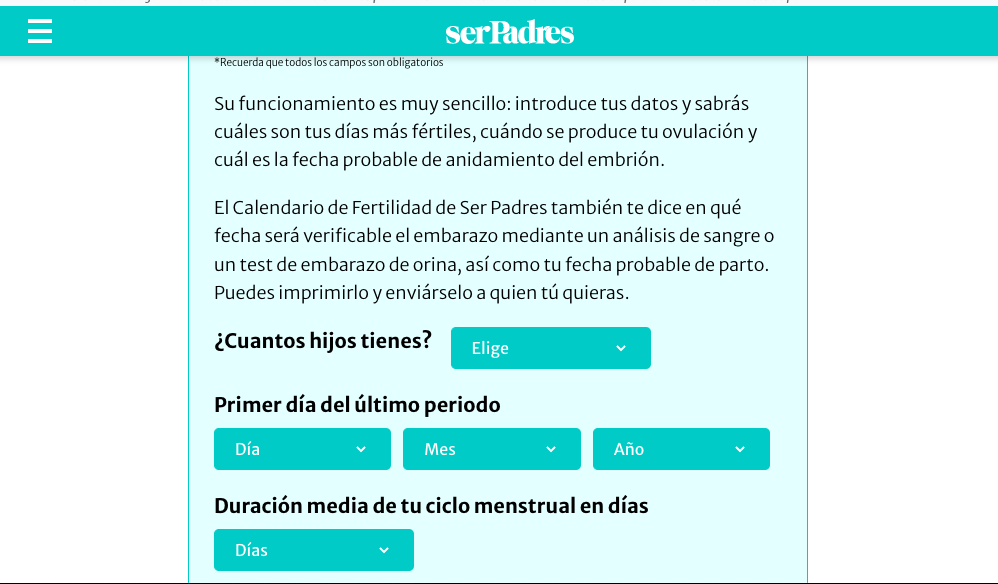 serPadres
*Recuerda que todos los campos son obligatorios
Su funcionamiento es muy sencillo: introduce tus datos y sabrás
cuáles son tus días más fértiles, cuándo se produce tu ovulación y
cuál es la fecha probable de anidamiento del embrión.
El Calendario de Fertilidad de Ser Padres también te dice en qué
fecha será verificable el embarazo mediante un análisis de sangre o
un test de embarazo de orina, así como tu fecha probable de parto.
Puedes imprimirlo y enviárselo a quien tú quieras.
¿Cuantos hijos tienes? Elige
Primer día del último periodo
Día Mes Año
Duración media de tu ciclo menstrual en días
Días